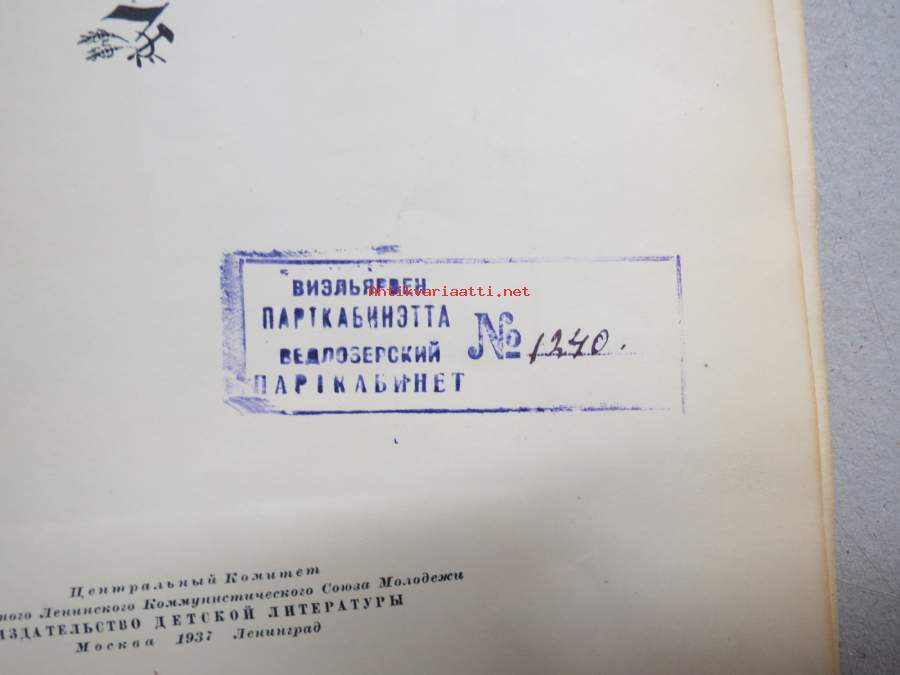 ВИЭЛЬЯРВЕН
ПАРТКАБИНЭТТА
ВЕДЛОЗЕРСКИЙ
ПАРТКАБИНЕТ
№ 1240.
antikvariaatti.net
Центральный Комитет
Ленинского Коммунистического Союза Молодежи
ИЗДАТЕЛЬСТВО ДЕТСКОЙ ЛИТЕРАТУРЫ
Москва 1937 Ленинград